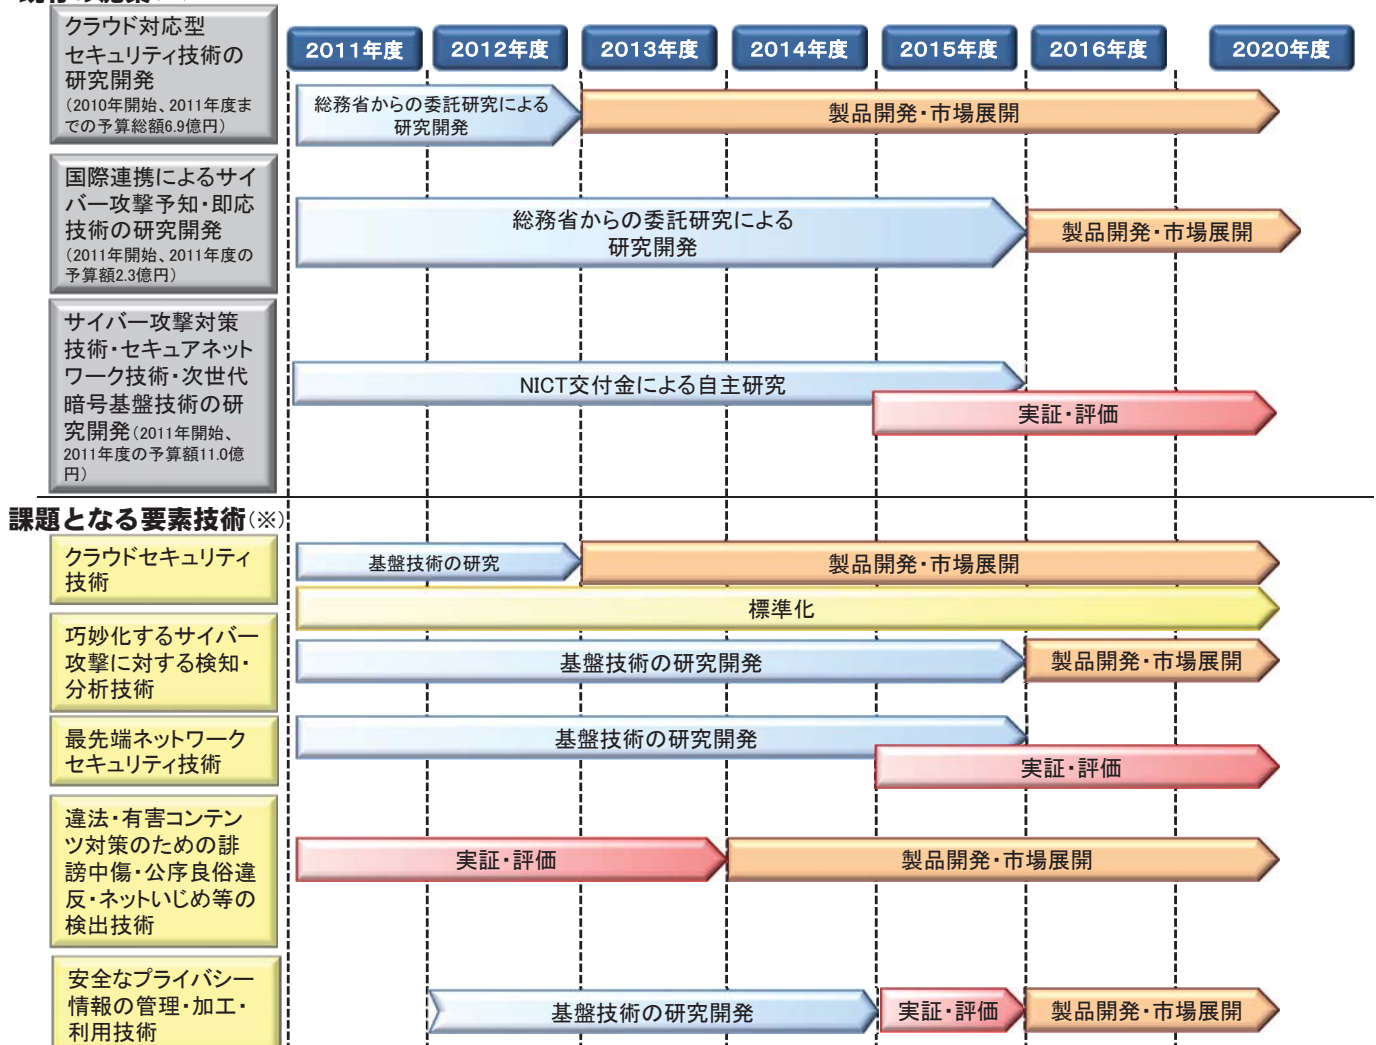 クラウド対応型
セキュリティ技術の
研究開発
(2010年開始、2011年度ま
での予算総額6.9億円)
2011年度
2012年度
2013年度
2014年度
2015年度
2016年度
2020年度
総務省からの委託研究による
研究開発
製品開発・市場展開
国際連携によるサイ
バー攻撃予知・即応
技術の研究開発
(2011年開始、2011年度の
予算額2.3億円)
総務省からの委託研究による
研究開発
製品開発・市場展開
サイバー攻撃対策
技術・セキュアネット
ワーク技術・次世代
暗号基盤技術の研
究開発(2011年開始、
2011年度の予算額11.0億
円)
NICT交付金による自主研究
実証・評価
課題となる要素技術(※)
クラウドセキュリティ
技術
基盤技術の研究
製品開発・市場展開
標準化
巧妙化するサイバー
攻撃に対する検知・
分析技術
基盤技術の研究開発
製品開発・市場展開
最先端ネットワーク
セキュリティ技術
基盤技術の研究開発
実証・評価
違法・有害コンテン
ツ対策のための誹
謗中傷・公序良俗違
反・ネットいじめ等の
検出技術
実証・評価
製品開発・市場展開
安全なプライバシー
情報の管理・加工・
利用技術
基盤技術の研究開発
実証・評価
製品開発・市場展開